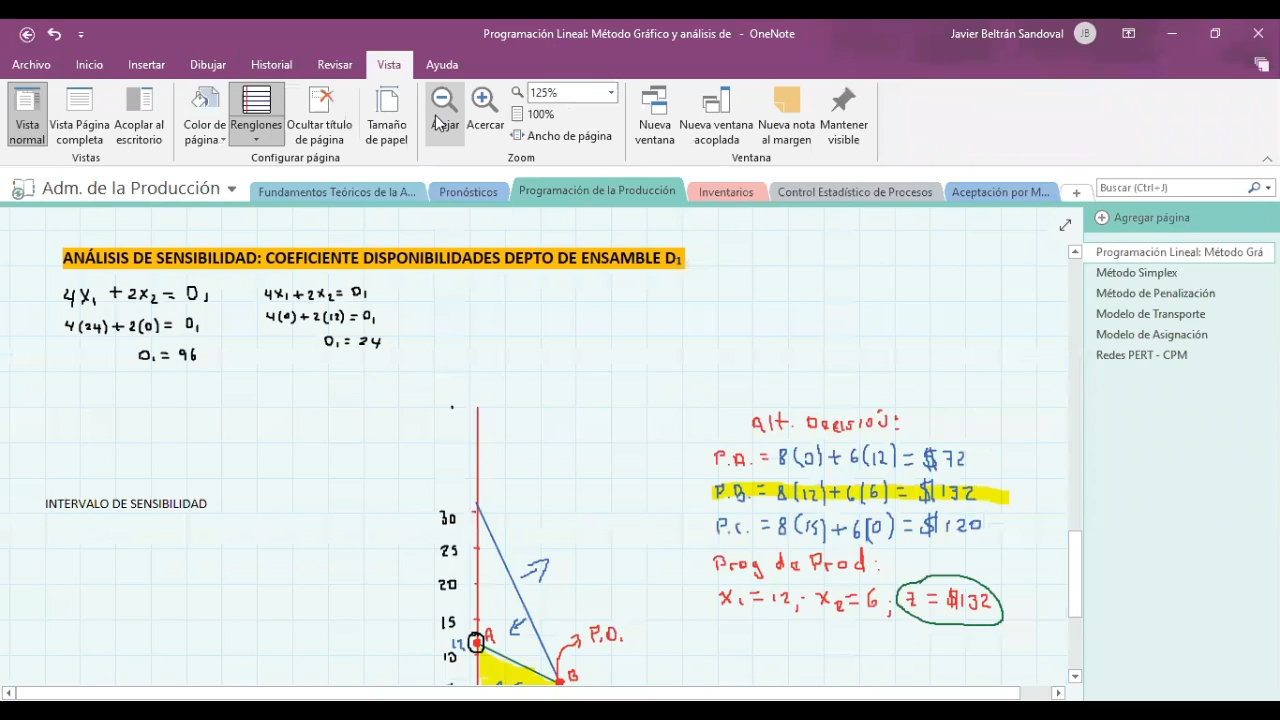 Programación Lineal: Método Gráfico y análisis de - OneNote
Javier Beltrán Sandoval JB
Archivo Inicio Insertar Dibujar Historial Revisar Vista Ayuda
Vista normal
Vista Página completa
Acoplar al escritorio
Vistas
Color de página
Renglones
Ocultar título de página
Tamaño de papel
Configurar página
Alejar
Acercar
125%
100%
Ancho de página
Zoom
Nueva ventana
Nueva ventana acoplada
Nueva nota al margen
Mantener visible
Ventana
Adm. de la Producción
Fundamentos Teóricos de la A...
Pronósticos
Programación de la Producción
Inventarios
Control Estadístico de Procesos
Aceptación por M...
+
Buscar (Ctrl+J)
Agregar página
Programación Lineal: Método Grá
Método Simplex
Método de Penalización
Modelo de Transporte
Modelo de Asignación
Redes PERT - CPM
ANÁLISIS DE SENSIBILIDAD: COEFICIENTE DISPONIBILIDADES DEPTO DE ENSAMBLE D₁
4x₁ + 2x₂ = D₁
4(24) + 2(0) = D₁
D₁ = 96
4x₁ + 2x₂ = D₁
4(0) + 2(12) = D₁
D₁ = 24
INTERVALO DE SENSIBILIDAD
Alt. Decisión:
P.A. = 8(0) + 6(12) = $72
P.B. = 8(12) + 6(6) = $132
P.C. = 8(15) + 6(0) = $120
Prog de Prod:
x₁ = 12, x₂ = 6; z = $132
30
25
20
15
12 A
10
P.O.
B